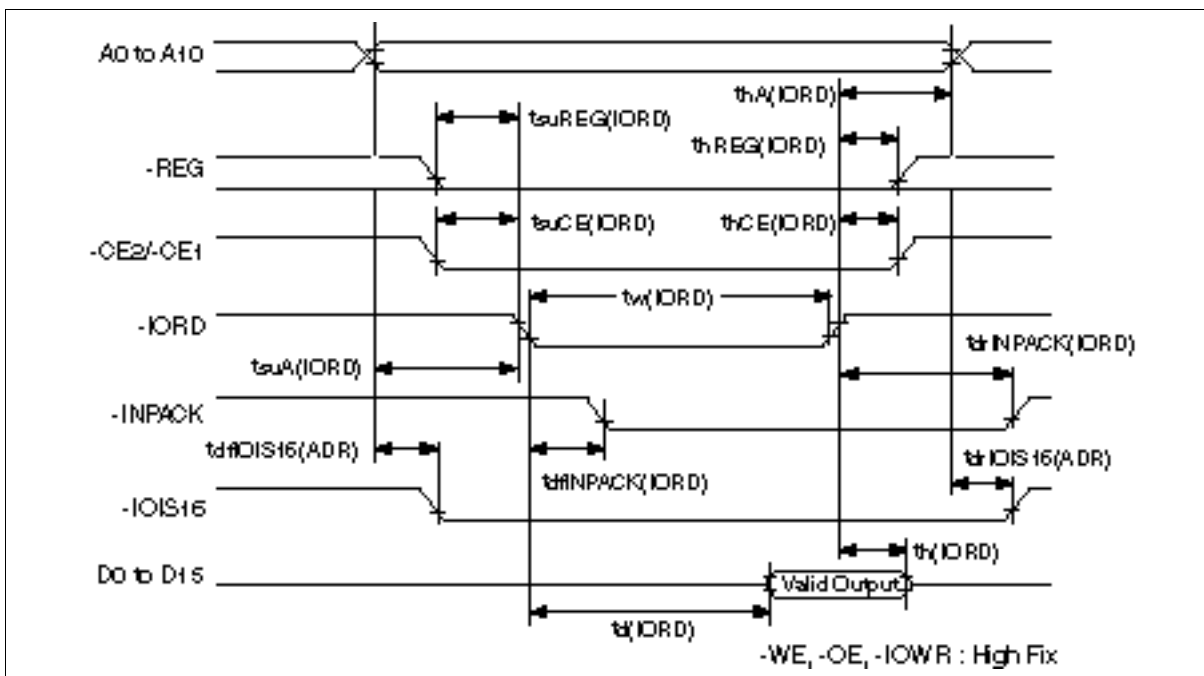 A0 to A10
thA(IORD)
tsuREG(IORD)
thREG(IORD)
-REG
tsuCE(IORD)
thCE(IORD)
-CE2/-CE1
tw(IORD)
-IORD
tdrINPACK(IORD)
tsuA(IORD)
-INPACK
tdfIOIS16(ADR)
tdrIOIS16(ADR)
tdfINPACK(IORD)
-IOIS16
th(IORD)
D0 to D15
Valid Output
td(IORD)
-WE, -OE, -IOWR : High Fix